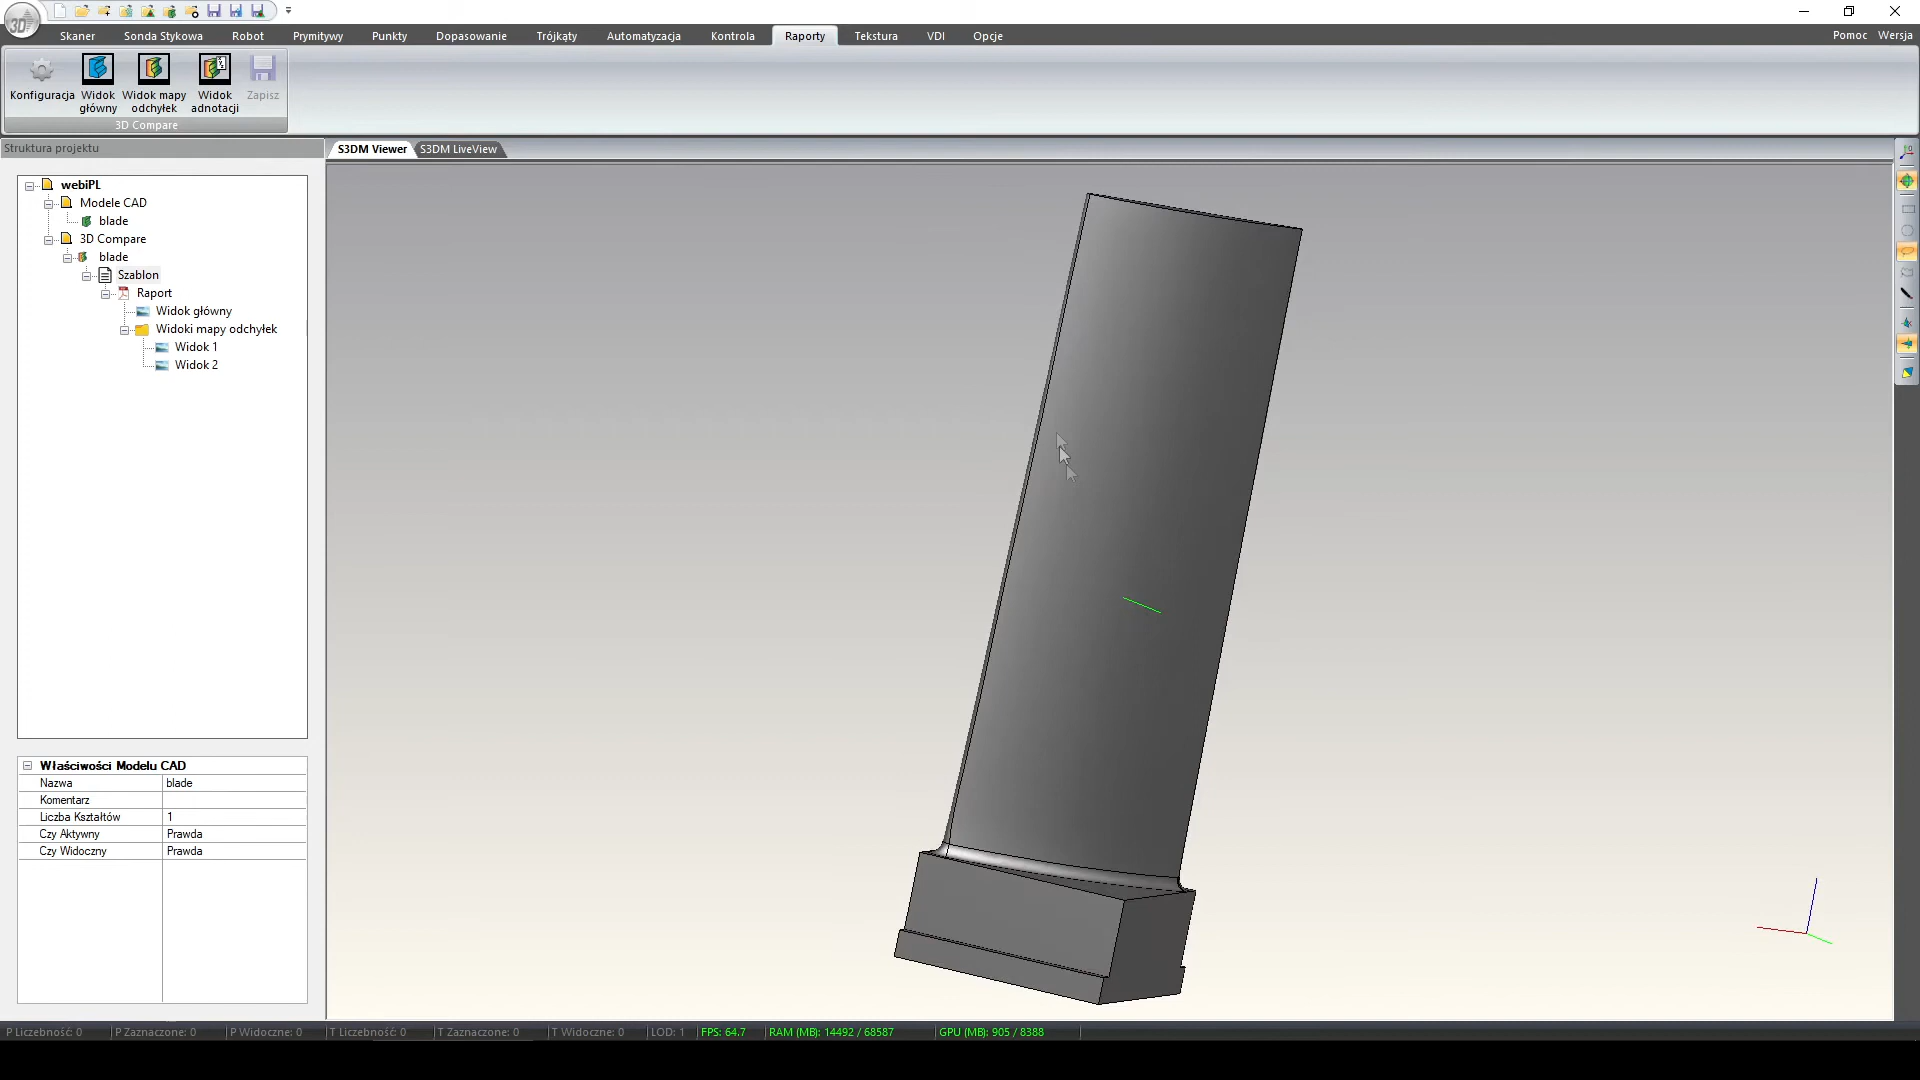 3D
Skaner
Sonda Stykowa
Robot
Prymitywy
Punkty
Dopasowanie
Trójkąty
Automatyzacja
Kontrola
Raporty
Tekstura
VDI
Opcje
Pomoc
Wersja
Konfiguracja
Widok
główny
Widok mapy
odchyłek
Widok
adnotacji
Zapisz
3D Compare
Struktura projektu
S3DM Viewer
S3DM LiveView
webiPL
Modele CAD
blade
3D Compare
blade
Szablon
Raport
Widok główny
Widoki mapy odchyłek
Widok 1
Widok 2
Właściwości Modelu CAD
Nazwa blade
Komentarz
Liczba Kształtów 1
Czy Aktywny Prawda
Czy Widoczny Prawda
P Liczebność: 0
P Zaznaczone: 0
P Widoczne: 0
T Liczebność: 0
T Zaznaczone: 0
T Widoczne: 0
LOD: 1
FPS: 64.7
RAM (MB): 14492 / 68587
GPU (MB): 905 / 8388